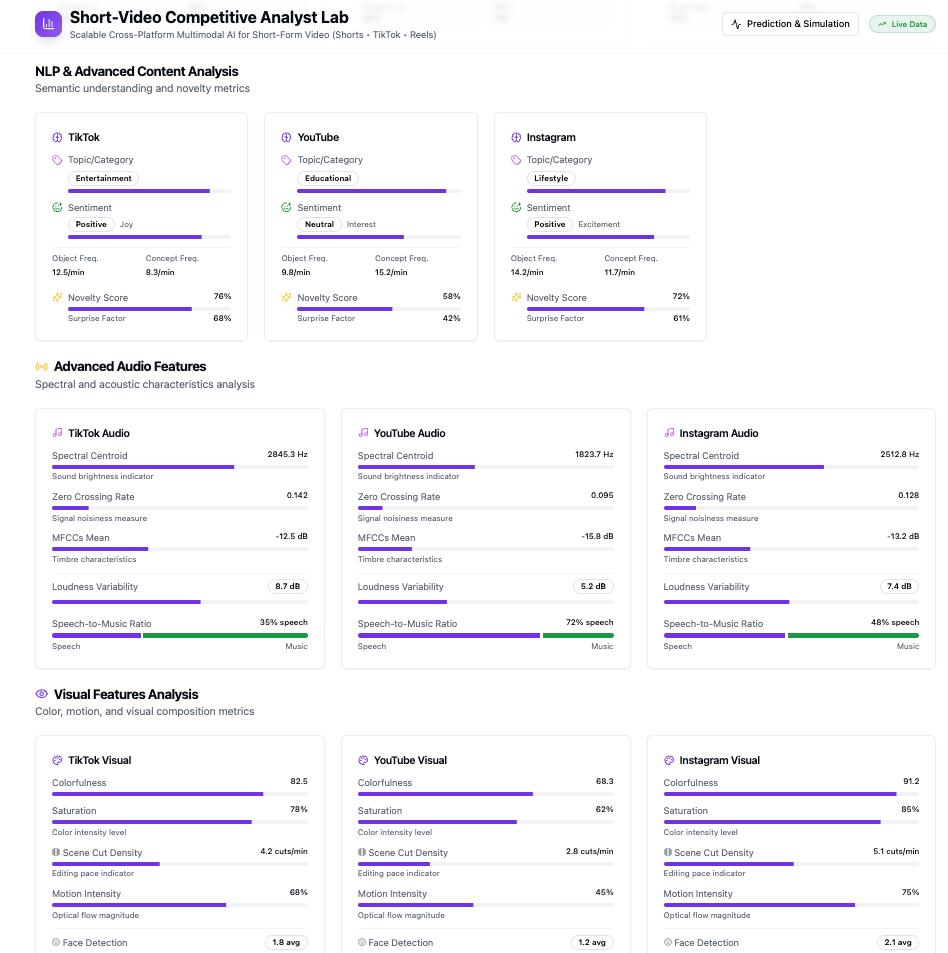 Short-Video Competitive Analyst Lab
Scalable Cross-Platform Multimodal AI for Short-Form Video (Shorts • TikTok • Reels)
Prediction & Simulation
Live Data
NLP & Advanced Content Analysis
Semantic understanding and novelty metrics
TikTok
Topic/Category
Entertainment
Sentiment
Positive Joy
Object Freq. Concept Freq.
12.5/min 8.3/min
Novelty Score 76%
Surprise Factor 68%
YouTube
Topic/Category
Educational
Sentiment
Neutral Interest
Object Freq. Concept Freq.
9.8/min 15.2/min
Novelty Score 58%
Surprise Factor 42%
Instagram
Topic/Category
Lifestyle
Sentiment
Positive Excitement
Object Freq. Concept Freq.
14.2/min 11.7/min
Novelty Score 72%
Surprise Factor 61%
Advanced Audio Features
Spectral and acoustic characteristics analysis
TikTok Audio
Spectral Centroid 2845.3 Hz
Sound brightness indicator
Zero Crossing Rate 0.142
Signal noisiness measure
MFCCs Mean -12.5 dB
Timbre characteristics
Loudness Variability 8.7 dB
Speech-to-Music Ratio 35% speech
Speech Music
YouTube Audio
Spectral Centroid 1823.7 Hz
Sound brightness indicator
Zero Crossing Rate 0.095
Signal noisiness measure
MFCCs Mean -15.8 dB
Timbre characteristics
Loudness Variability 5.2 dB
Speech-to-Music Ratio 72% speech
Speech Music
Instagram Audio
Spectral Centroid 2512.8 Hz
Sound brightness indicator
Zero Crossing Rate 0.128
Signal noisiness measure
MFCCs Mean -13.2 dB
Timbre characteristics
Loudness Variability 7.4 dB
Speech-to-Music Ratio 48% speech
Speech Music
Visual Features Analysis
Color, motion, and visual composition metrics
TikTok Visual
Colorfulness 82.5
Saturation 78%
Color intensity level
Scene Cut Density 4.2 cuts/min
Editing pace indicator
Motion Intensity 68%
Optical flow magnitude
Face Detection 1.8 avg
YouTube Visual
Colorfulness 68.3
Saturation 62%
Color intensity level
Scene Cut Density 2.8 cuts/min
Editing pace indicator
Motion Intensity 45%
Optical flow magnitude
Face Detection 1.2 avg
Instagram Visual
Colorfulness 91.2
Saturation 85%
Color intensity level
Scene Cut Density 5.1 cuts/min
Editing pace indicator
Motion Intensity 75%
Optical flow magnitude
Face Detection 2.1 avg